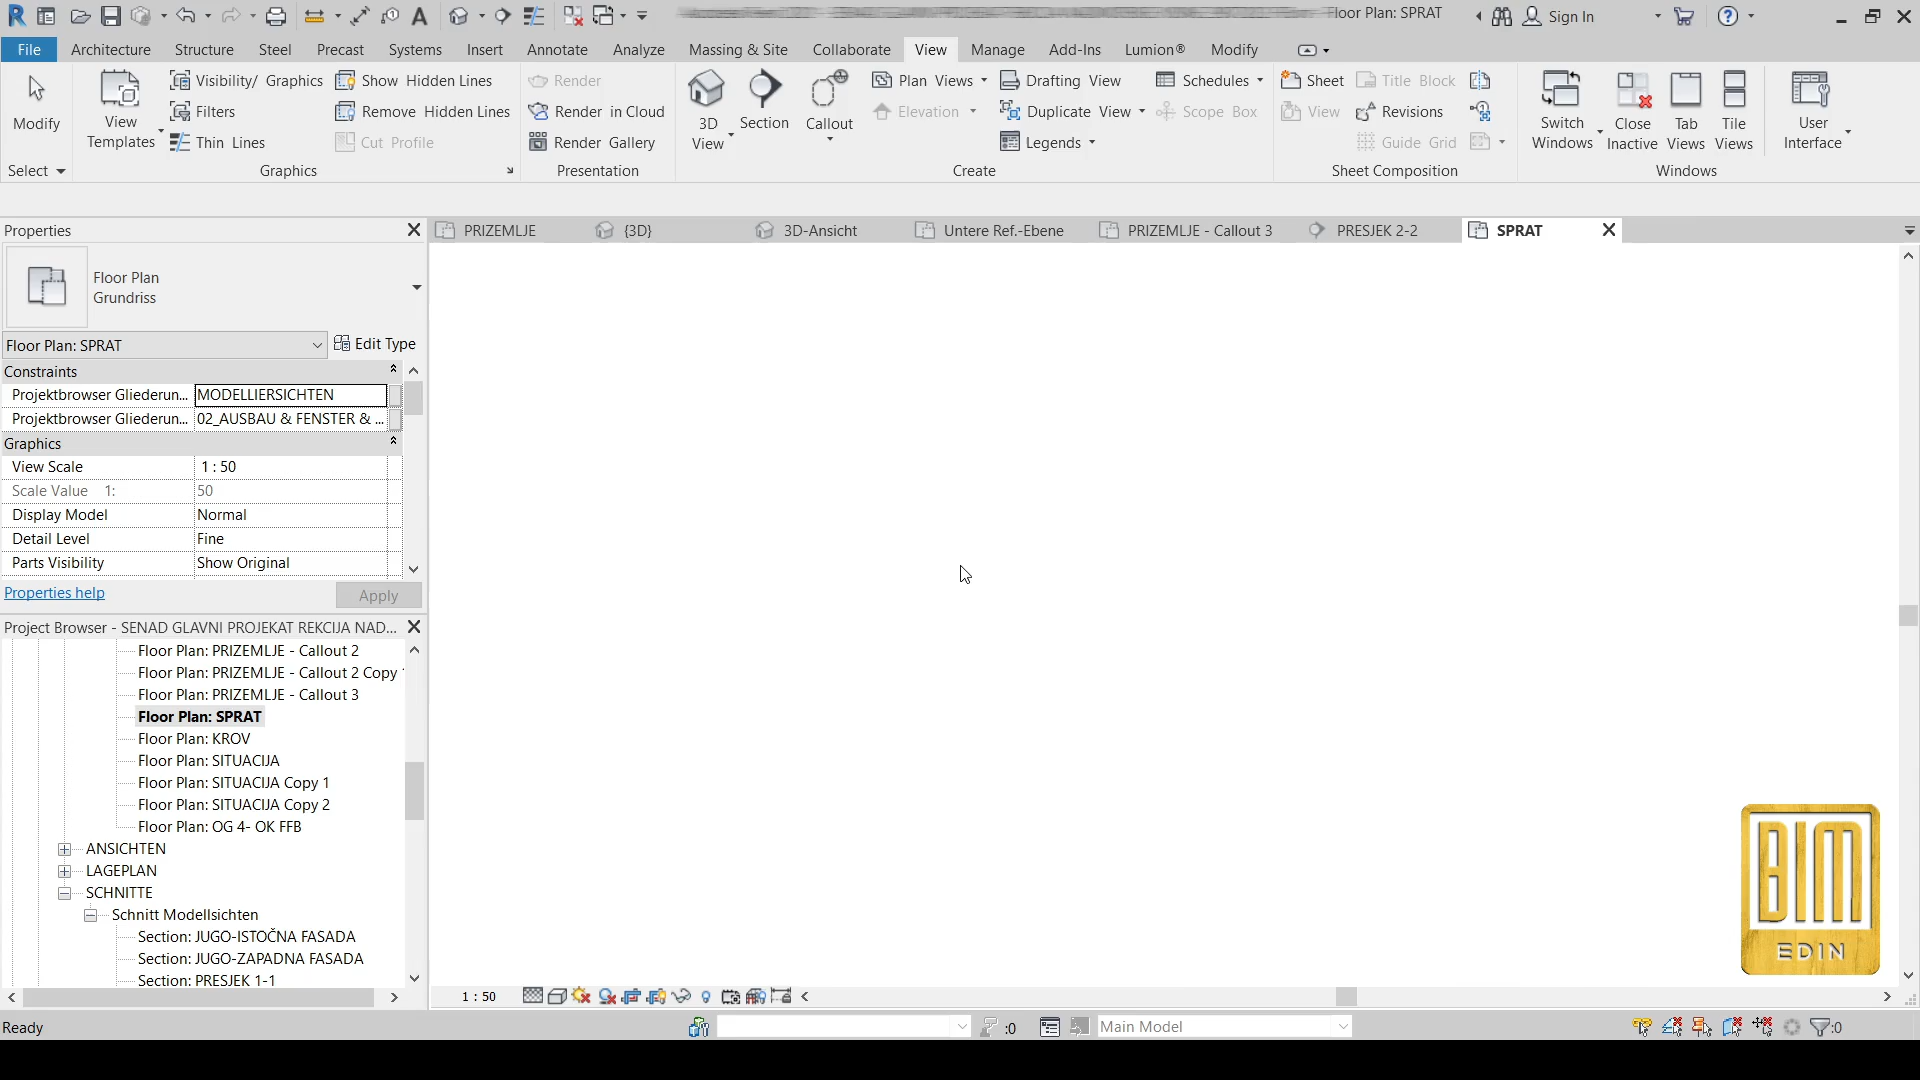 Floor Plan: SPRAT
Sign In
File Architecture Structure Steel Precast Systems Insert Annotate Analyze Massing & Site Collaborate View Manage Add-Ins Lumion® Modify
Modify
View Templates
Visibility/ Graphics
Filters
Thin Lines
Show Hidden Lines
Remove Hidden Lines
Cut Profile
Render
Render in Cloud
Render Gallery
3D View
Section
Callout
Plan Views
Elevation
Drafting View
Duplicate View
Legends
Schedules
Scope Box
Sheet
View
Title Block
Revisions
Guide Grid
Switch Windows
Close Inactive
Tab Views
Tile Views
User Interface
Select Graphics Presentation Create Sheet Composition Windows
Properties
PRIZEMLJE {3D} 3D-Ansicht Untere Ref.-Ebene PRIZEMLJE - Callout 3 PRESJEK 2-2 SPRAT
Floor Plan
Grundriss
Floor Plan: SPRAT Edit Type
Constraints
Projektbrowser Gliederun... MODELLIERSICHTEN
Projektbrowser Gliederun... 02_AUSBAU & FENSTER & ...
Graphics
View Scale 1 : 50
Scale Value 1: 50
Display Model Normal
Detail Level Fine
Parts Visibility Show Original
Properties help Apply
Project Browser - SENAD GLAVNI PROJEKAT REKCIJA NAD...
Floor Plan: PRIZEMLJE - Callout 2
Floor Plan: PRIZEMLJE - Callout 2 Copy
Floor Plan: PRIZEMLJE - Callout 3
Floor Plan: SPRAT
Floor Plan: KROV
Floor Plan: SITUACIJA
Floor Plan: SITUACIJA Copy 1
Floor Plan: SITUACIJA Copy 2
Floor Plan: OG 4- OK FFB
ANSICHTEN
LAGEPLAN
SCHNITTE
Schnitt Modellsichten
Section: JUGO-ISTOČNA FASADA
Section: JUGO-ZAPADNA FASADA
Section: PRESJEK 1-1
BIM
EDIN
1 : 50
Ready :0 Main Model :0